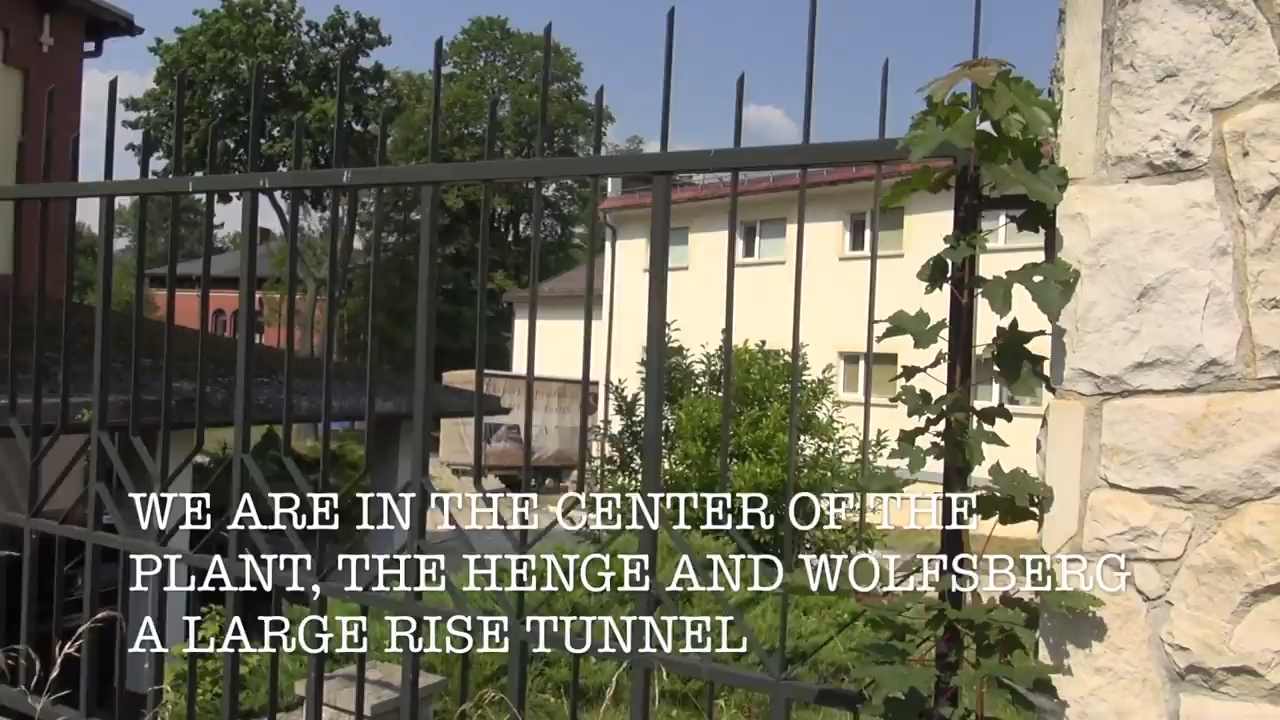 WE ARE IN THE CENTER OF THE
PLANT, THE HENGE AND WOLFSBERG
A LARGE RISE TUNNEL